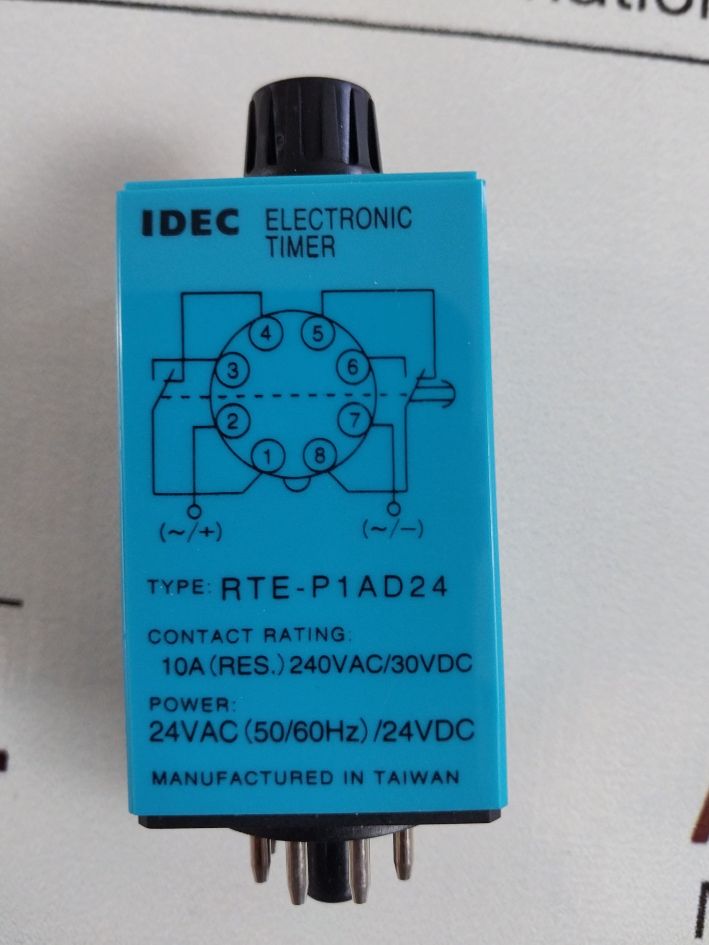 IDEC ELECTRONIC
TIMER
4 5
3 6
2 7
1 8
(~/+) (~/−)
TYPE: RTE-P1AD24
CONTACT RATING:
10A (RES.) 240VAC/30VDC
POWER:
24VAC (50/60Hz) /24VDC
MANUFACTURED IN TAIWAN